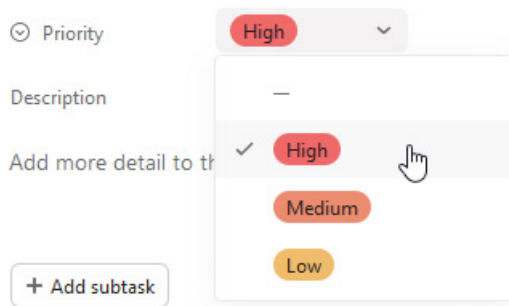 Priority
High
—
Description
High
Add more detail to th
Medium
Low
+ Add subtask